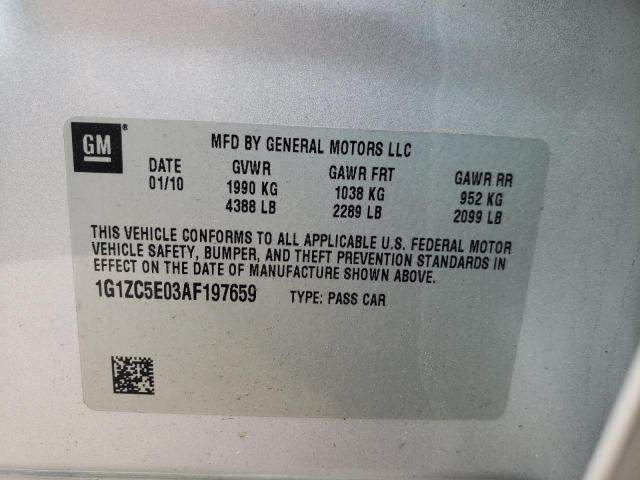 GM ®
MFD BY GENERAL MOTORS LLC
DATE GVWR GAWR FRT GAWR RR
01/10 1990 KG 1038 KG 952 KG
4388 LB 2289 LB 2099 LB
THIS VEHICLE CONFORMS TO ALL APPLICABLE U.S. FEDERAL MOTOR
VEHICLE SAFETY, BUMPER, AND THEFT PREVENTION STANDARDS IN
EFFECT ON THE DATE OF MANUFACTURE SHOWN ABOVE.
1G1ZC5E03AF197659 TYPE: PASS CAR